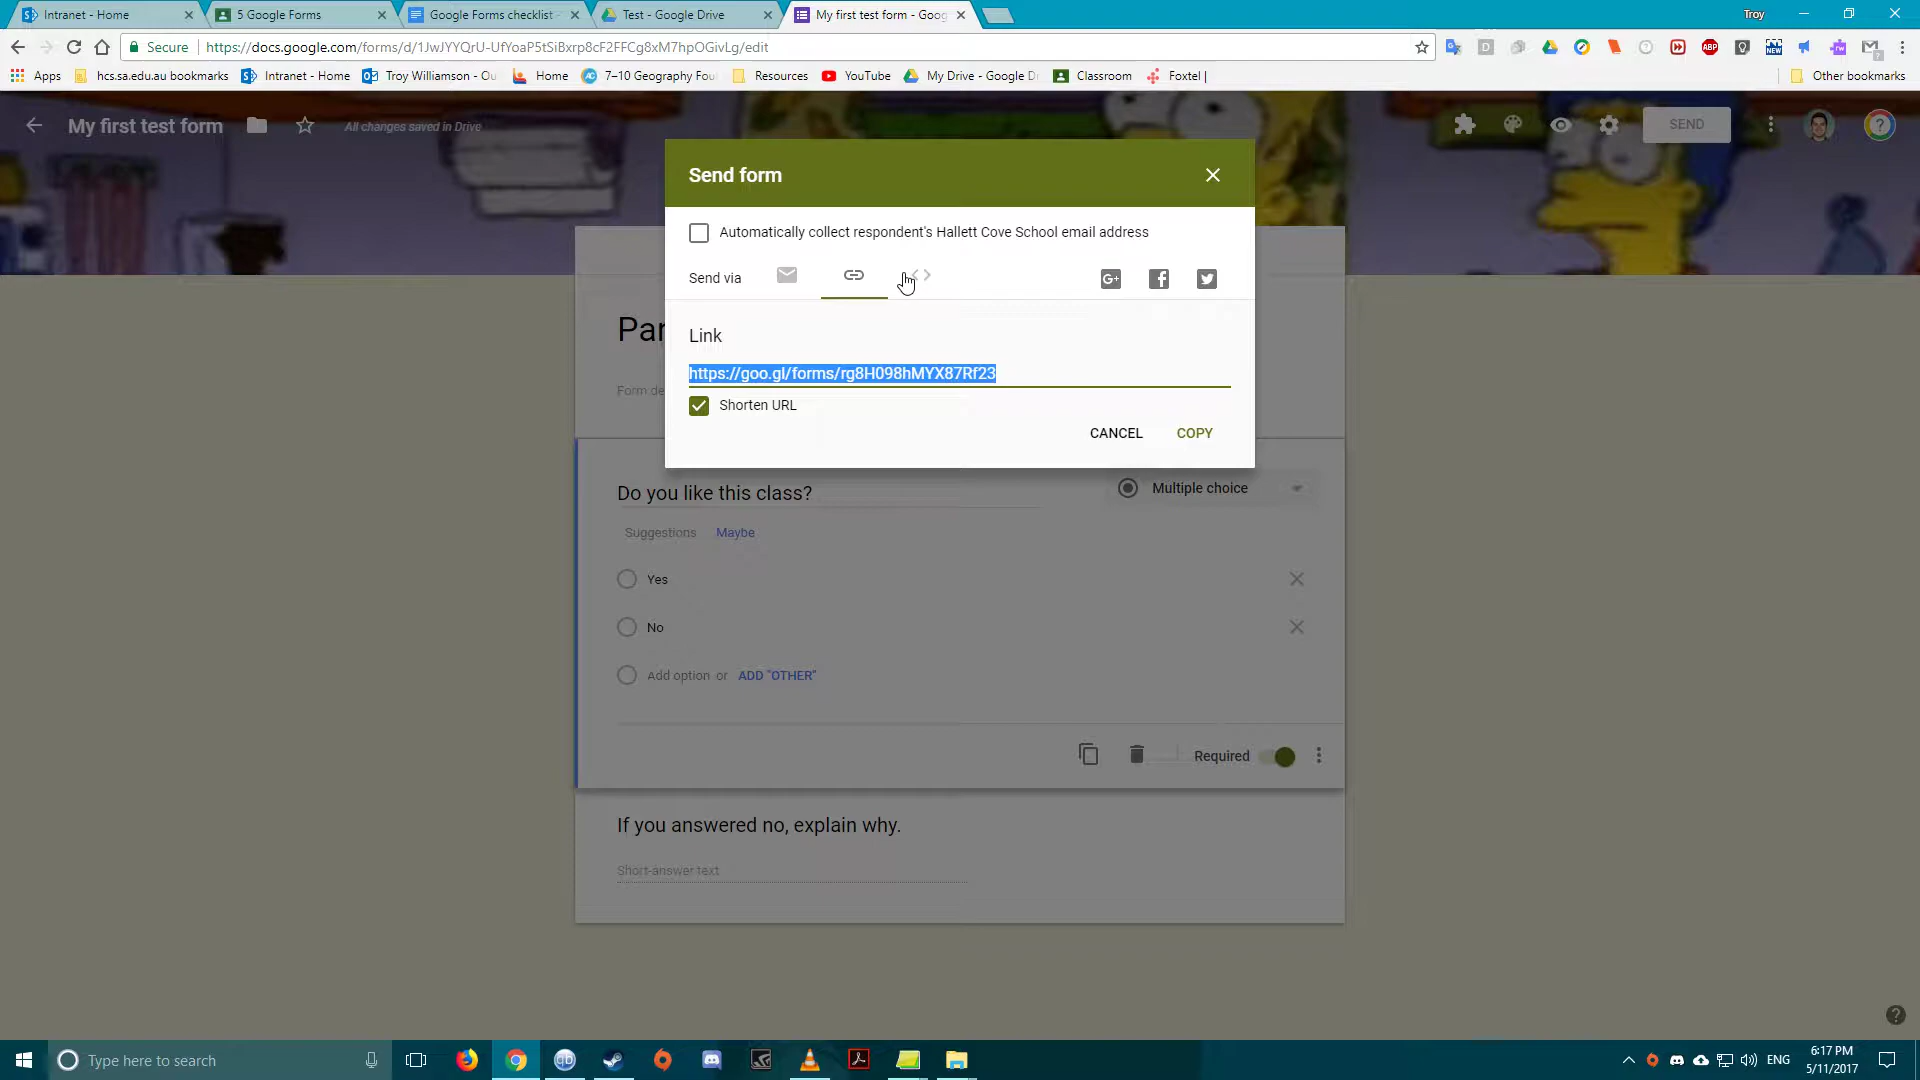 Intranet - Home
5 Google Forms
Google Forms checklist -
Test - Google Drive
My first test form - Goog
Troy
Secure
https://docs.google.com/forms/d/1JwJYYQrU-UfYoaP5tSiBxrp8cF2FFCg8xM7hpOGivLg/edit
Apps
hcs.sa.edu.au bookmarks
Intranet - Home
Troy Williamson - Ou
Home
7–10 Geography Fou
Resources
YouTube
My Drive - Google D
Classroom
Foxtel |
Other bookmarks
My first test form
All changes saved in Drive
SEND
Send form
Automatically collect respondent's Hallett Cove School email address
Send via
Link
https://goo.gl/forms/rg8H098hMYX87Rf23
Shorten URL
CANCEL
COPY
Par
Form de
Do you like this class?
Multiple choice
Suggestions
Maybe
Yes
No
Add option or ADD "OTHER"
Required
If you answered no, explain why.
Short-answer text
Type here to search
ENG
6:17 PM
5/11/2017